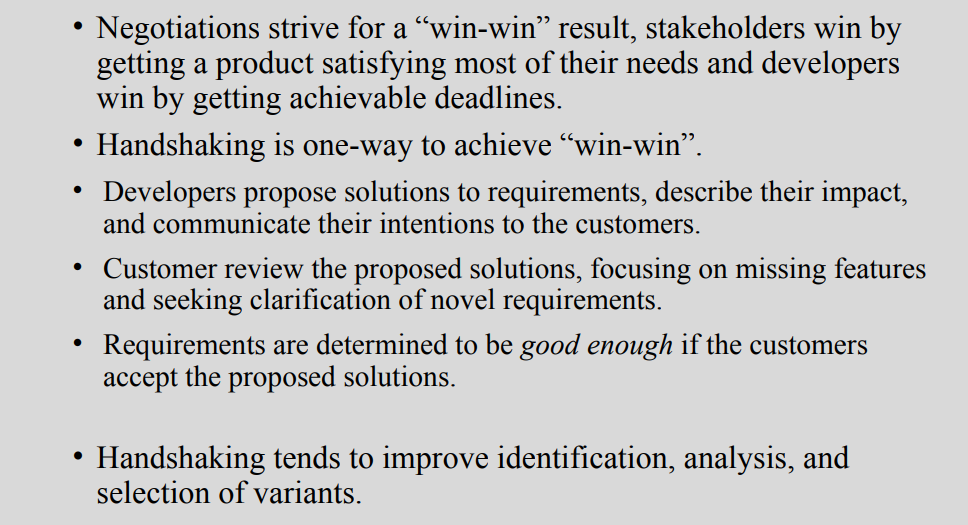 • Negotiations strive for a “win-win” result, stakeholders win by
getting a product satisfying most of their needs and developers
win by getting achievable deadlines.
• Handshaking is one-way to achieve “win-win”.
• Developers propose solutions to requirements, describe their impact,
and communicate their intentions to the customers.
• Customer review the proposed solutions, focusing on missing features
and seeking clarification of novel requirements.
• Requirements are determined to be good enough if the customers
accept the proposed solutions.
• Handshaking tends to improve identification, analysis, and
selection of variants.